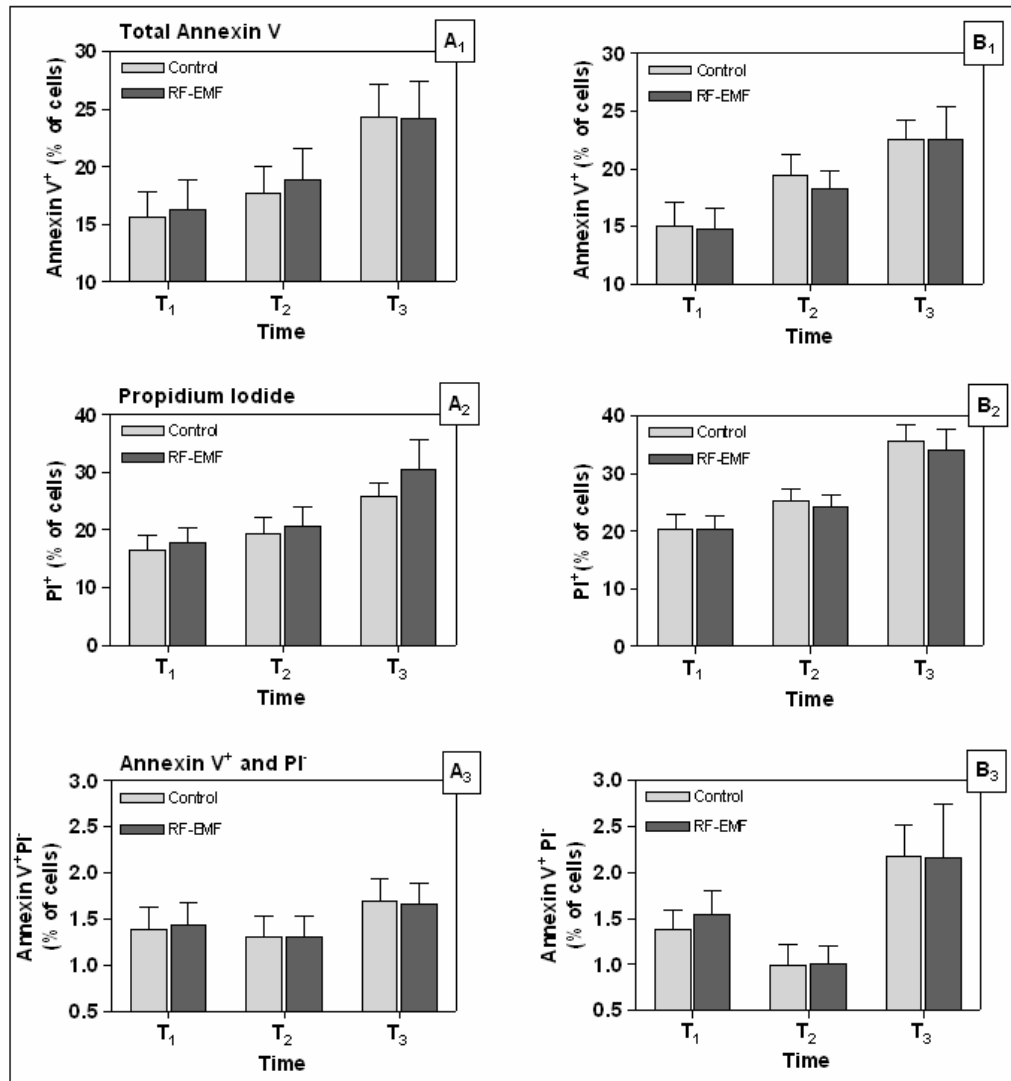 Total Annexin V
A₁
30
25
20
15
10
Annexin V⁺ (% of cells)
Control
RF-EMF
T₁ T₂ T₃
Time
B₁
30
25
20
15
10
Annexin V⁺ (% of cells)
Control
RF-EMF
T₁ T₂ T₃
Time
Propidium Iodide
A₂
40
30
20
10
0
PI⁺ (% of cells)
Control
RF-EMF
T₁ T₂ T₃
Time
B₂
40
30
20
10
0
PI⁺(% of cells)
Control
RF-EMF
T₁ T₂ T₃
Time
Annexin V⁺ and PI⁻
A₃
3.0
2.5
2.0
1.5
1.0
0.5
Annexin V⁺PI⁻
(% of cells)
Control
RF-EMF
T₁ T₂ T₃
Time
B₃
3.0
2.5
2.0
1.5
1.0
0.5
Annexin V⁺ PI⁻
(% of cells)
Control
RF-EMF
T₁ T₂ T₃
Time